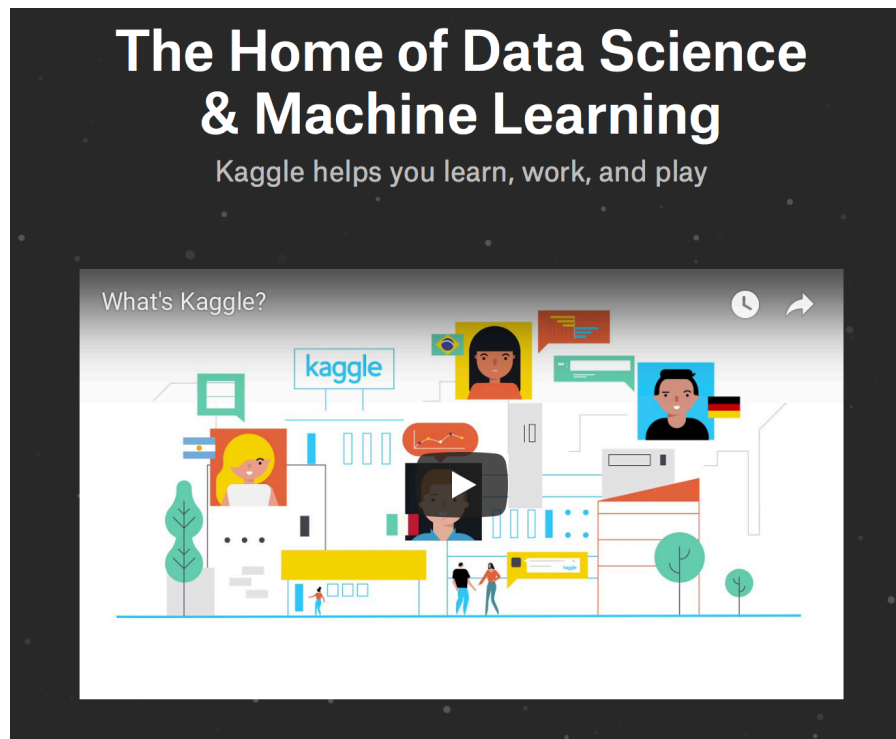 The Home of Data Science
& Machine Learning
Kaggle helps you learn, work, and play
What's Kaggle?
kaggle
kaggle